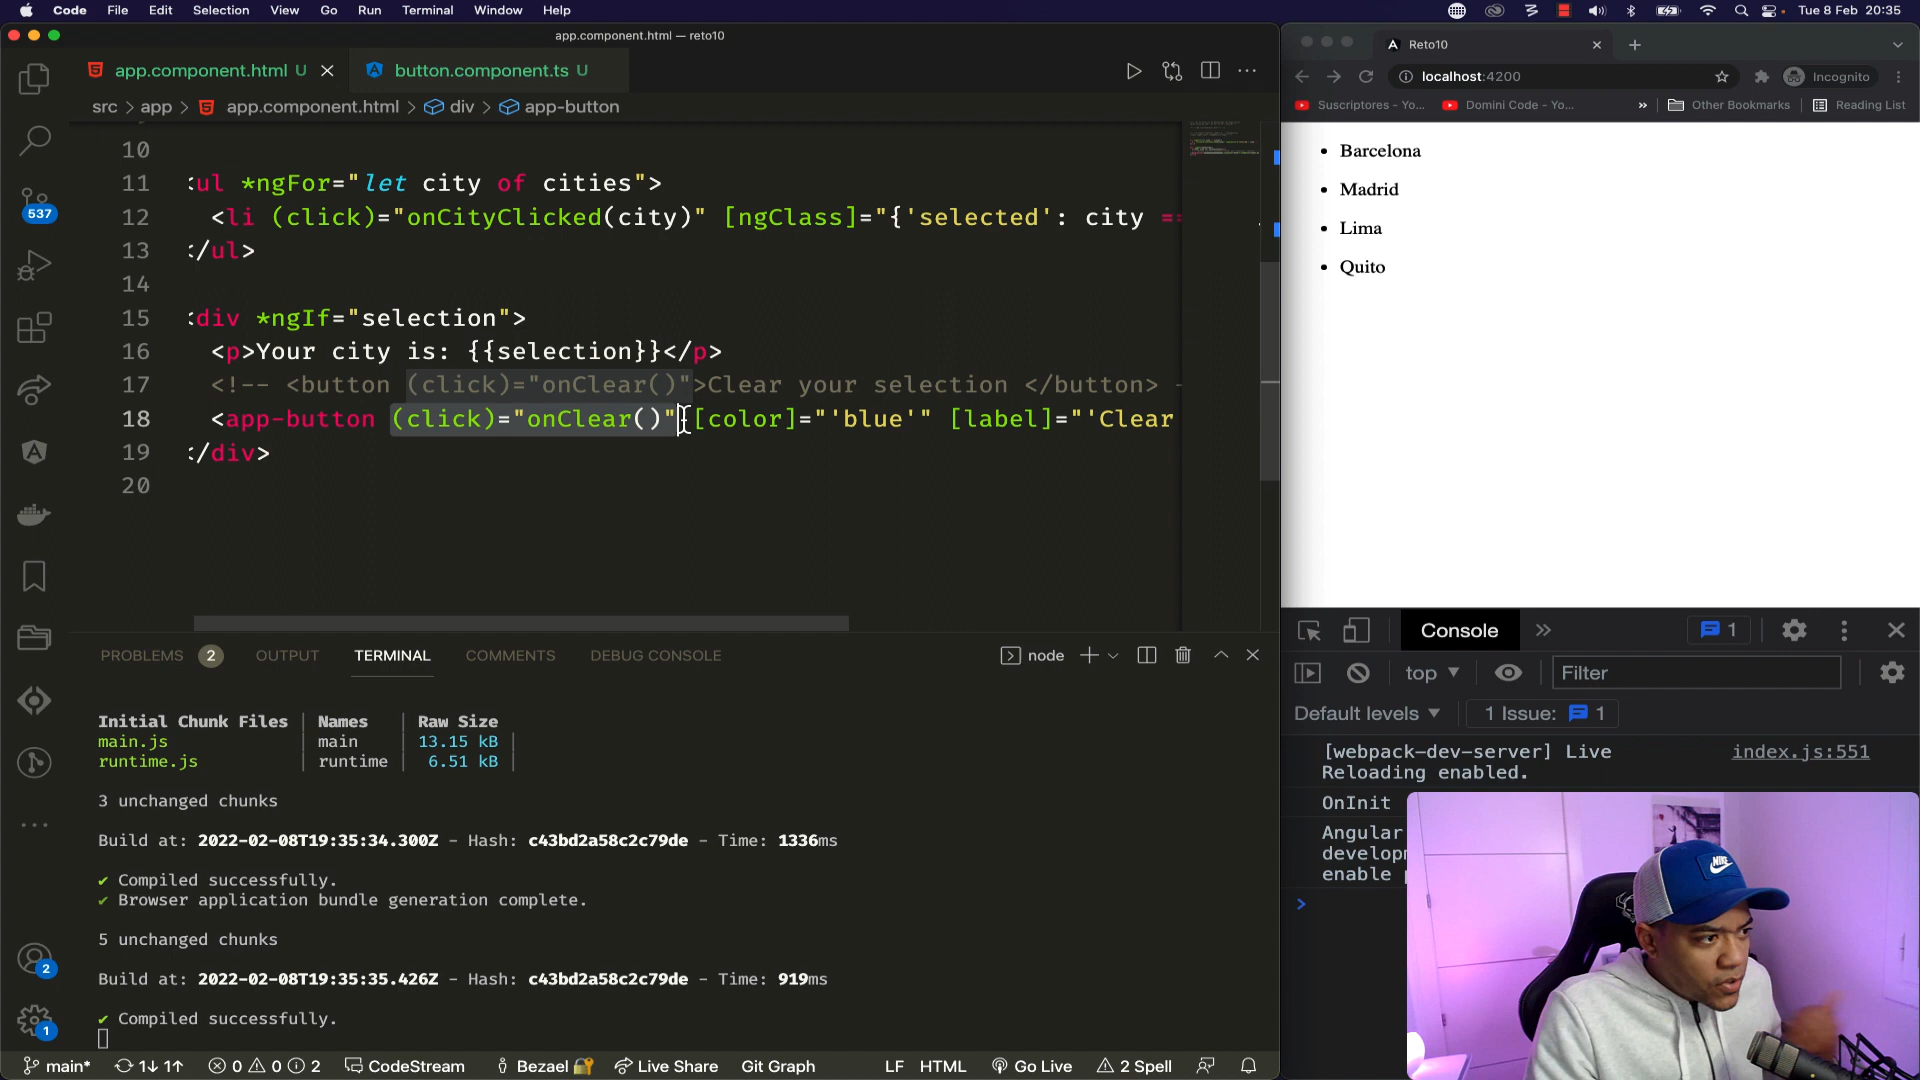 Code File Edit Selection View Go Run Terminal Window Help
Tue 8 Feb 20:35
app.component.html — reto10
app.component.html U
button.component.ts U
src > app > app.component.html > div > app-button
10
11 <ul *ngFor="let city of cities">
12 <li (click)="onCityClicked(city)" [ngClass]="{'selected': city ==
13 </ul>
14
15 <div *ngIf="selection">
16 <p>Your city is: {{selection}}</p>
17 <!-- <button (click)="onClear()">Clear your selection </button> -
18 <app-button (click)="onClear()" [color]="'blue'" [label]="'Clear
19 </div>
20
537
PROBLEMS 2 OUTPUT TERMINAL COMMENTS DEBUG CONSOLE
node
Initial Chunk Files | Names | Raw Size
main.js | main | 13.15 kB |
runtime.js | runtime | 6.51 kB |
3 unchanged chunks
Build at: 2022-02-08T19:35:34.300Z - Hash: c43bd2a58c2c79de - Time: 1336ms
✔ Compiled successfully.
✔ Browser application bundle generation complete.
5 unchanged chunks
Build at: 2022-02-08T19:35:35.426Z - Hash: c43bd2a58c2c79de - Time: 919ms
✔ Compiled successfully.
2
1
main* 1↓ 1↑ 0 0 2 CodeStream Bezael Live Share Git Graph LF HTML Go Live 2 Spell
Reto10
localhost:4200
Incognito
Suscriptores - Yo... Domini Code - Yo... » Other Bookmarks Reading List
Barcelona
Madrid
Lima
Quito
Console » 1
top Filter
Default levels 1 Issue: 1
[webpack-dev-server] Live index.js:551
Reloading enabled.
OnInit
Angular
develop
enable
NIKE